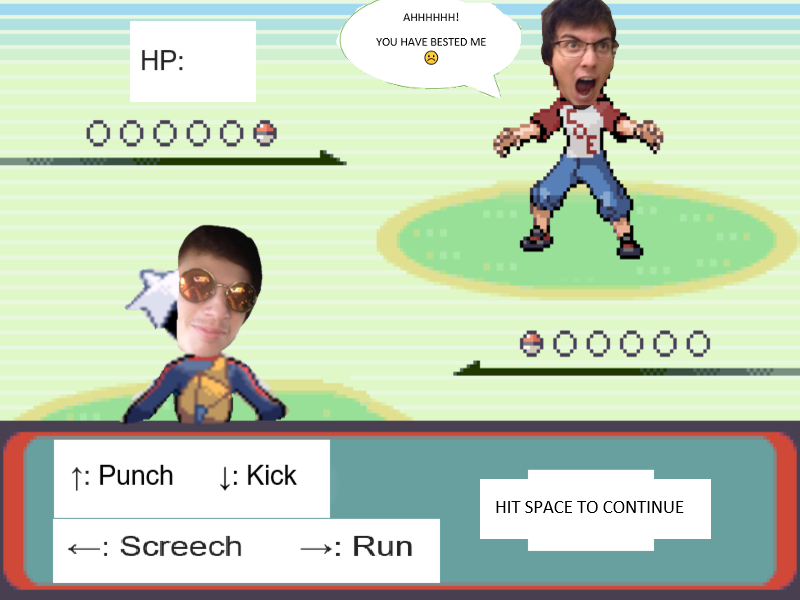 AHHHHHH!
YOU HAVE BESTED ME
HP:
C
O
E
↑: Punch ↓: Kick
←: Screech →: Run
HIT SPACE TO CONTINUE